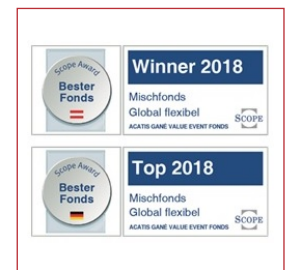 Scope Award
Bester
Fonds
Winner 2018
Mischfonds
Global flexibel
ACATIS GANÉ VALUE EVENT FONDS
SCOPE
Scope Award
Bester
Fonds
Top 2018
Mischfonds
Global flexibel
ACATIS GANÉ VALUE EVENT FONDS
SCOPE